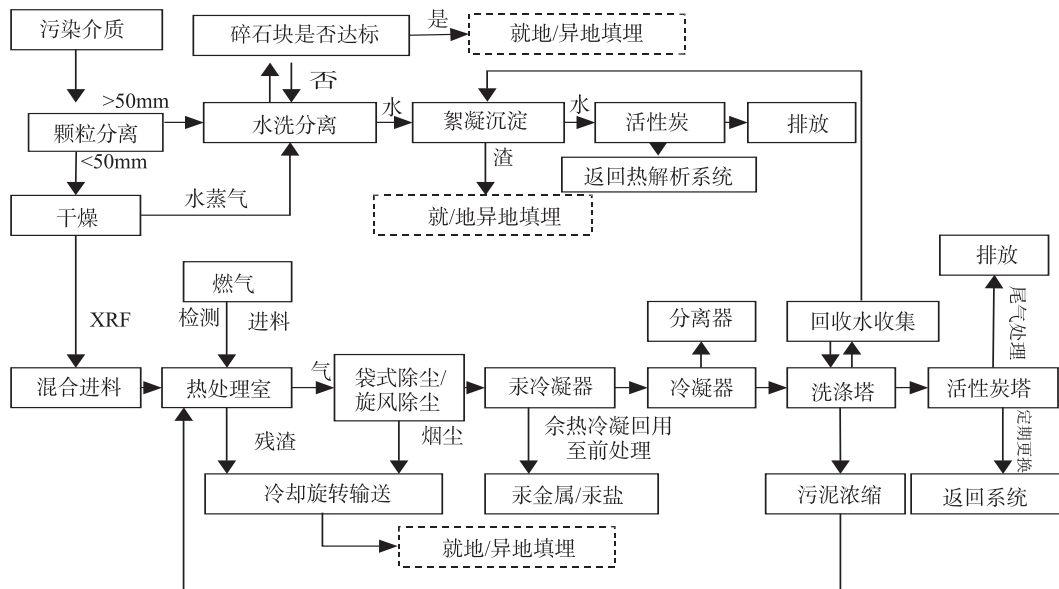 污染介质
碎石块是否达标
是
就地/异地填埋
否
>50mm
颗粒分离
水洗分离
水
絮凝沉淀
水
活性炭
排放
<50mm
渣
返回热解析系统
水蒸气
干燥
就/地异地填埋
燃气
排放
XRF
检测
进料
分离器
回收水收集
尾气处理
混合进料
热处理室
气
袋式除尘/
旋风除尘
汞冷凝器
冷凝器
洗涤塔
活性炭塔
残渣
烟尘
余热冷凝回用
至前处理
定期更换
冷却旋转输送
汞金属/汞盐
污泥浓缩
返回系统
就地/异地填埋